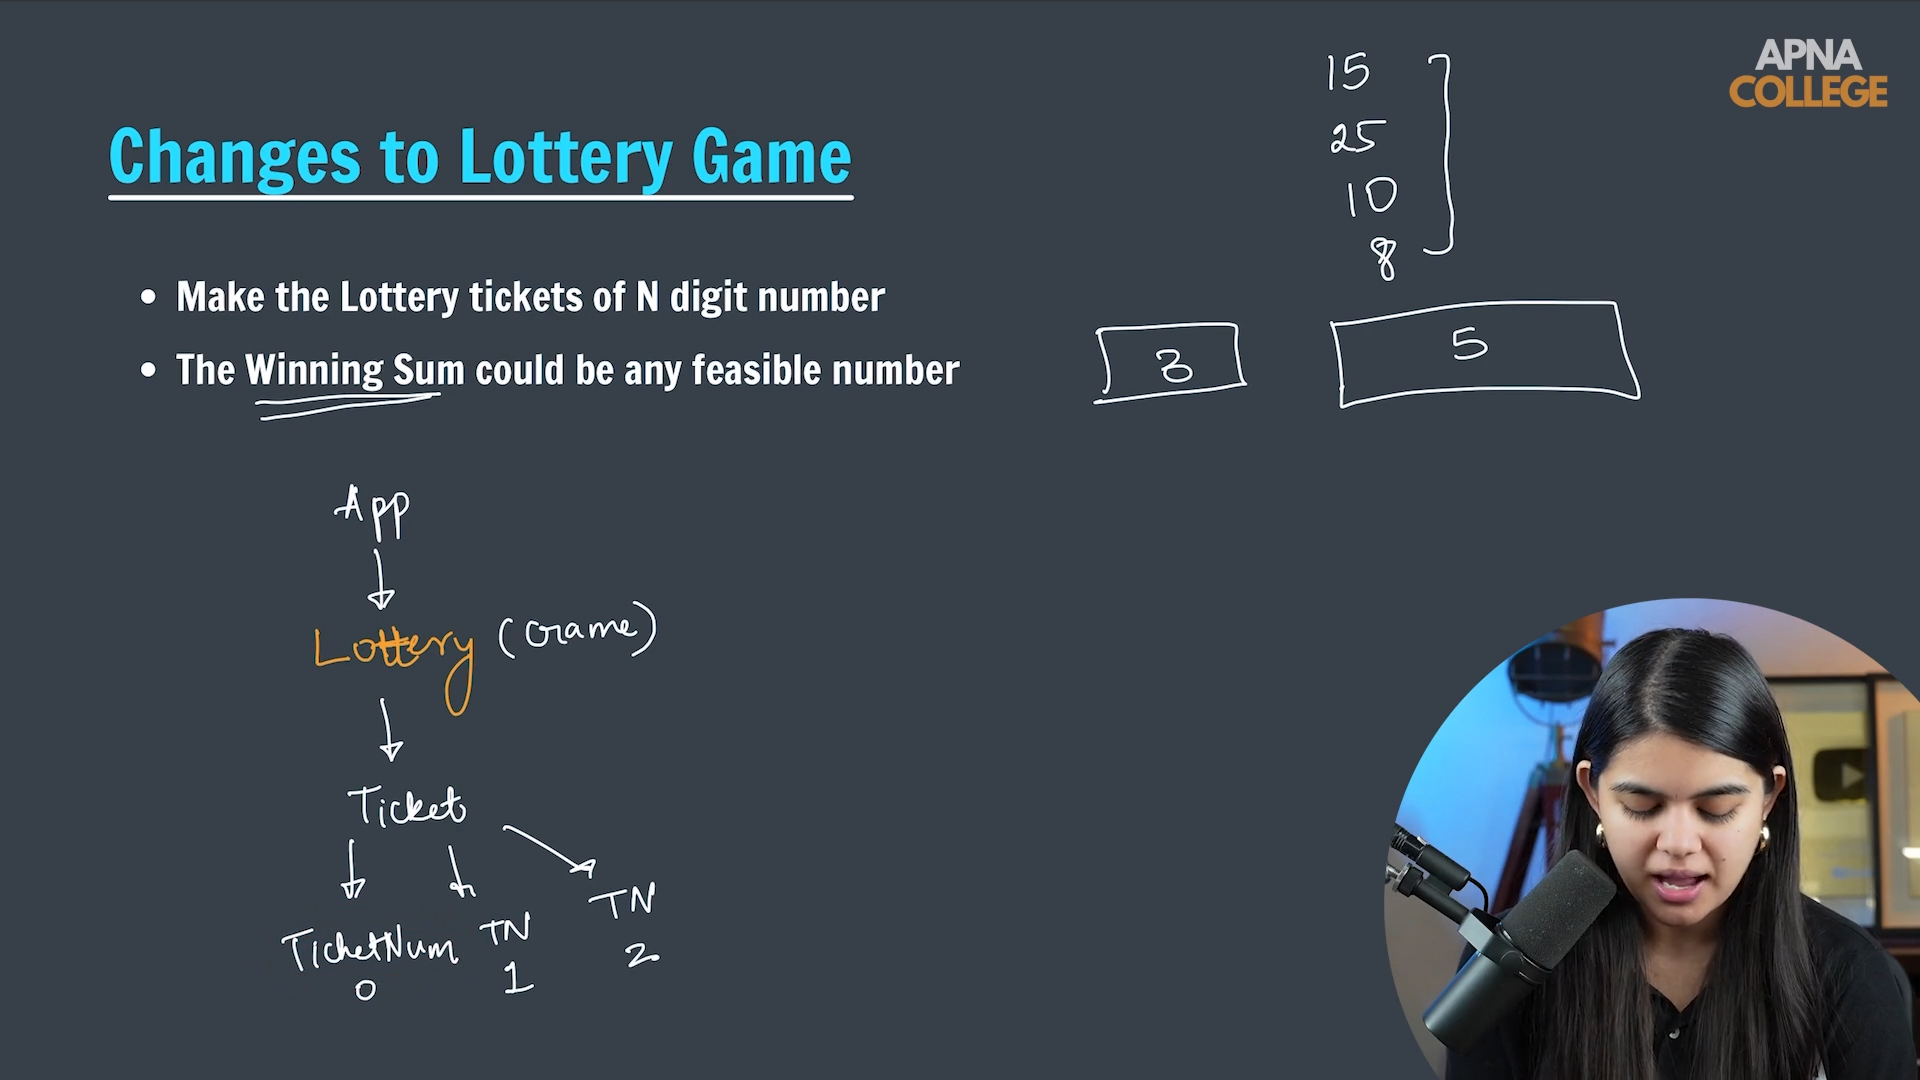 APNA
COLLEGE
15
25
10
8
Changes to Lottery Game
• Make the Lottery tickets of N digit number
• The Winning Sum could be any feasible number
3
5
App
Lottery (Game)
Ticket
TicketNum TN TN
0 1 2